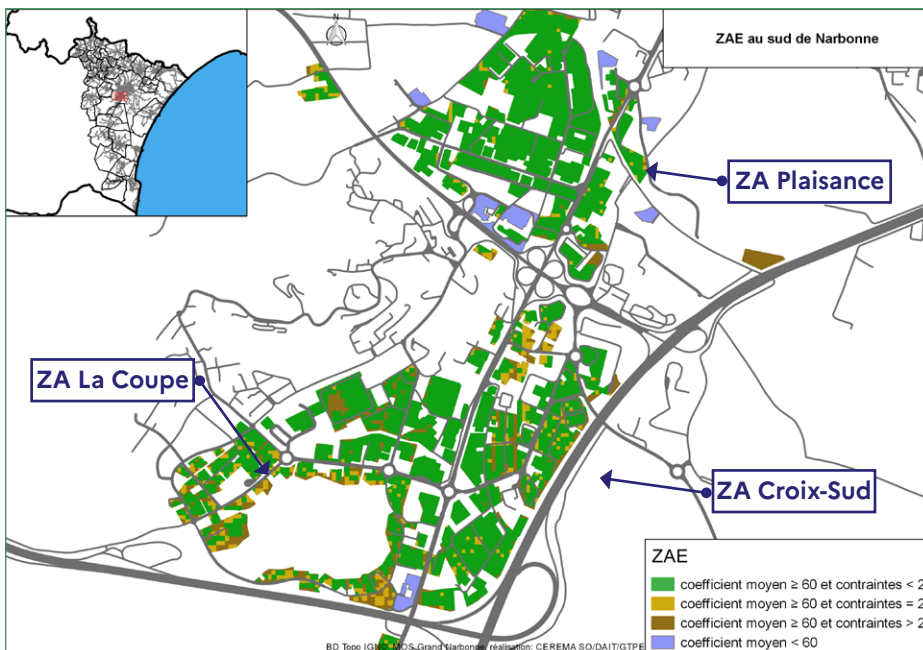 N
ZAE au sud de Narbonne
ZA Plaisance
ZA La Coupe
ZA Croix-Sud
ZAE
coefficient moyen ≥ 60 et contraintes < 2
coefficient moyen ≥ 60 et contraintes = 2
coefficient moyen ≥ 60 et contraintes > 2
coefficient moyen < 60
BD Topo IGN, MOS Grand Narbonne, réalisation: CEREMA SO/DAIT/GTPE